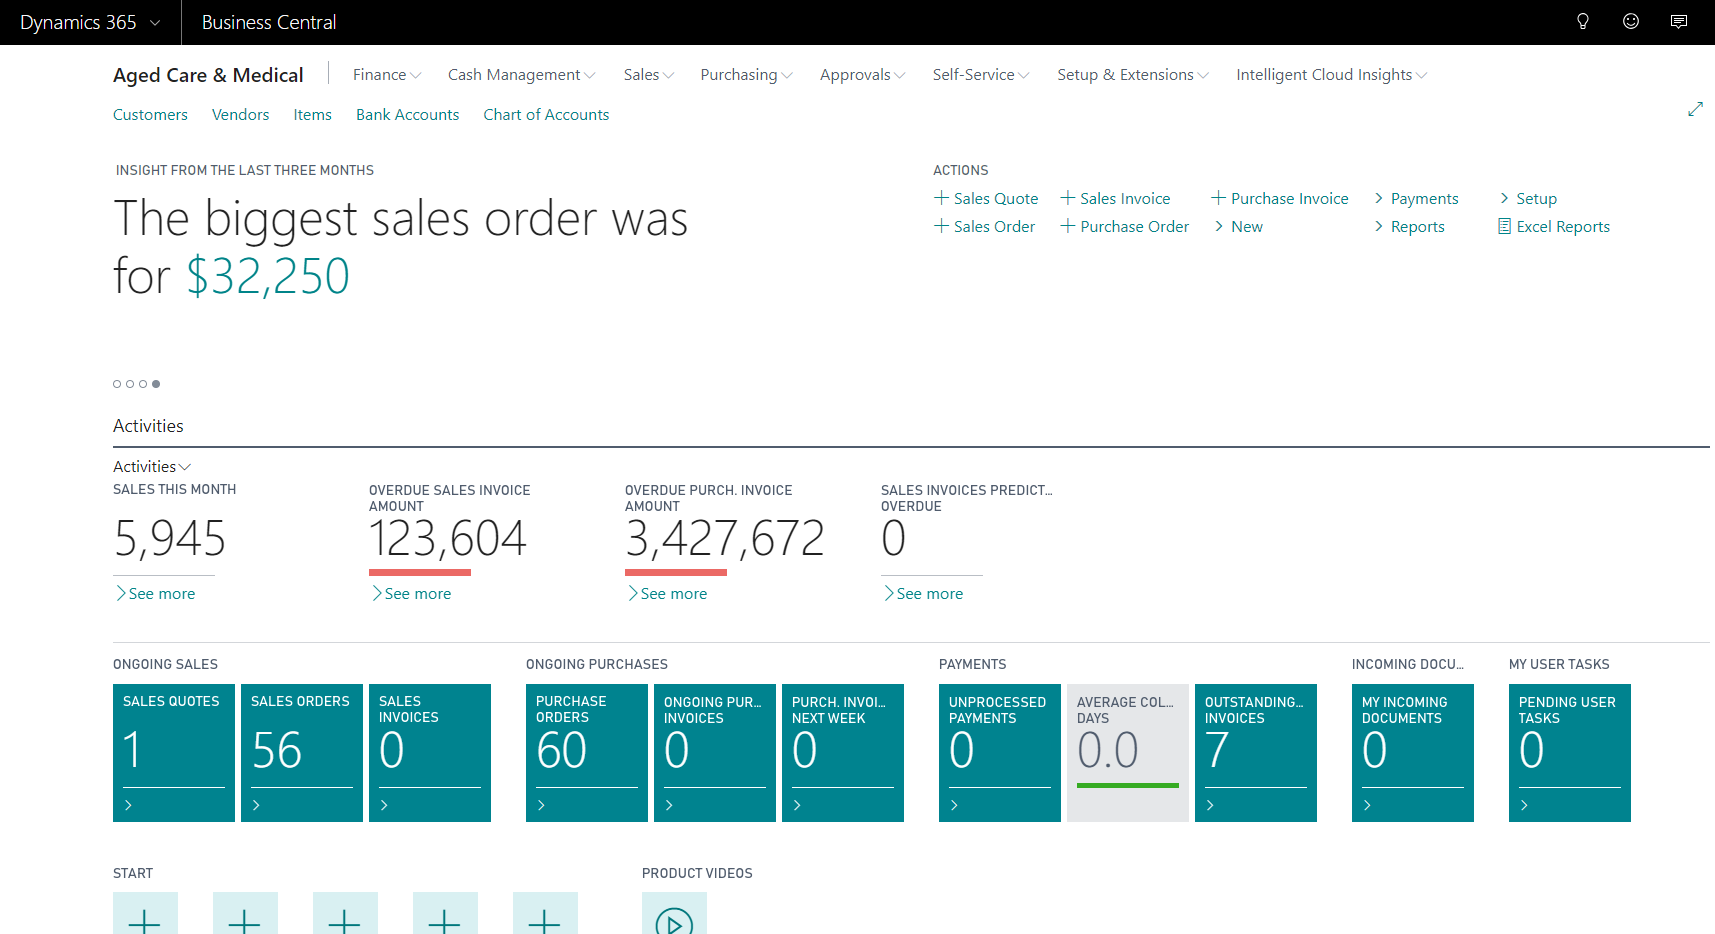 Dynamics 365
Business Central
Aged Care & Medical
Finance
Cash Management
Sales
Purchasing
Approvals
Self-Service
Setup & Extensions
Intelligent Cloud Insights
Customers
Vendors
Items
Bank Accounts
Chart of Accounts
INSIGHT FROM THE LAST THREE MONTHS
The biggest sales order was
for $32,250
ACTIONS
Sales Quote
Sales Invoice
Purchase Invoice
Payments
Setup
Sales Order
Purchase Order
New
Reports
Excel Reports
Activities
Activities
SALES THIS MONTH
5,945
See more
OVERDUE SALES INVOICE
AMOUNT
123,604
See more
OVERDUE PURCH. INVOICE
AMOUNT
3,427,672
See more
SALES INVOICES PREDICT...
OVERDUE
0
See more
ONGOING SALES
SALES QUOTES
1
SALES ORDERS
56
SALES
INVOICES
0
ONGOING PURCHASES
PURCHASE
ORDERS
60
ONGOING PUR...
INVOICES
0
PURCH. INVOI...
NEXT WEEK
0
PAYMENTS
UNPROCESSED
PAYMENTS
0
AVERAGE COL...
DAYS
0.0
OUTSTANDING...
INVOICES
7
INCOMING DOCU...
MY INCOMING
DOCUMENTS
0
MY USER TASKS
PENDING USER
TASKS
0
START
PRODUCT VIDEOS